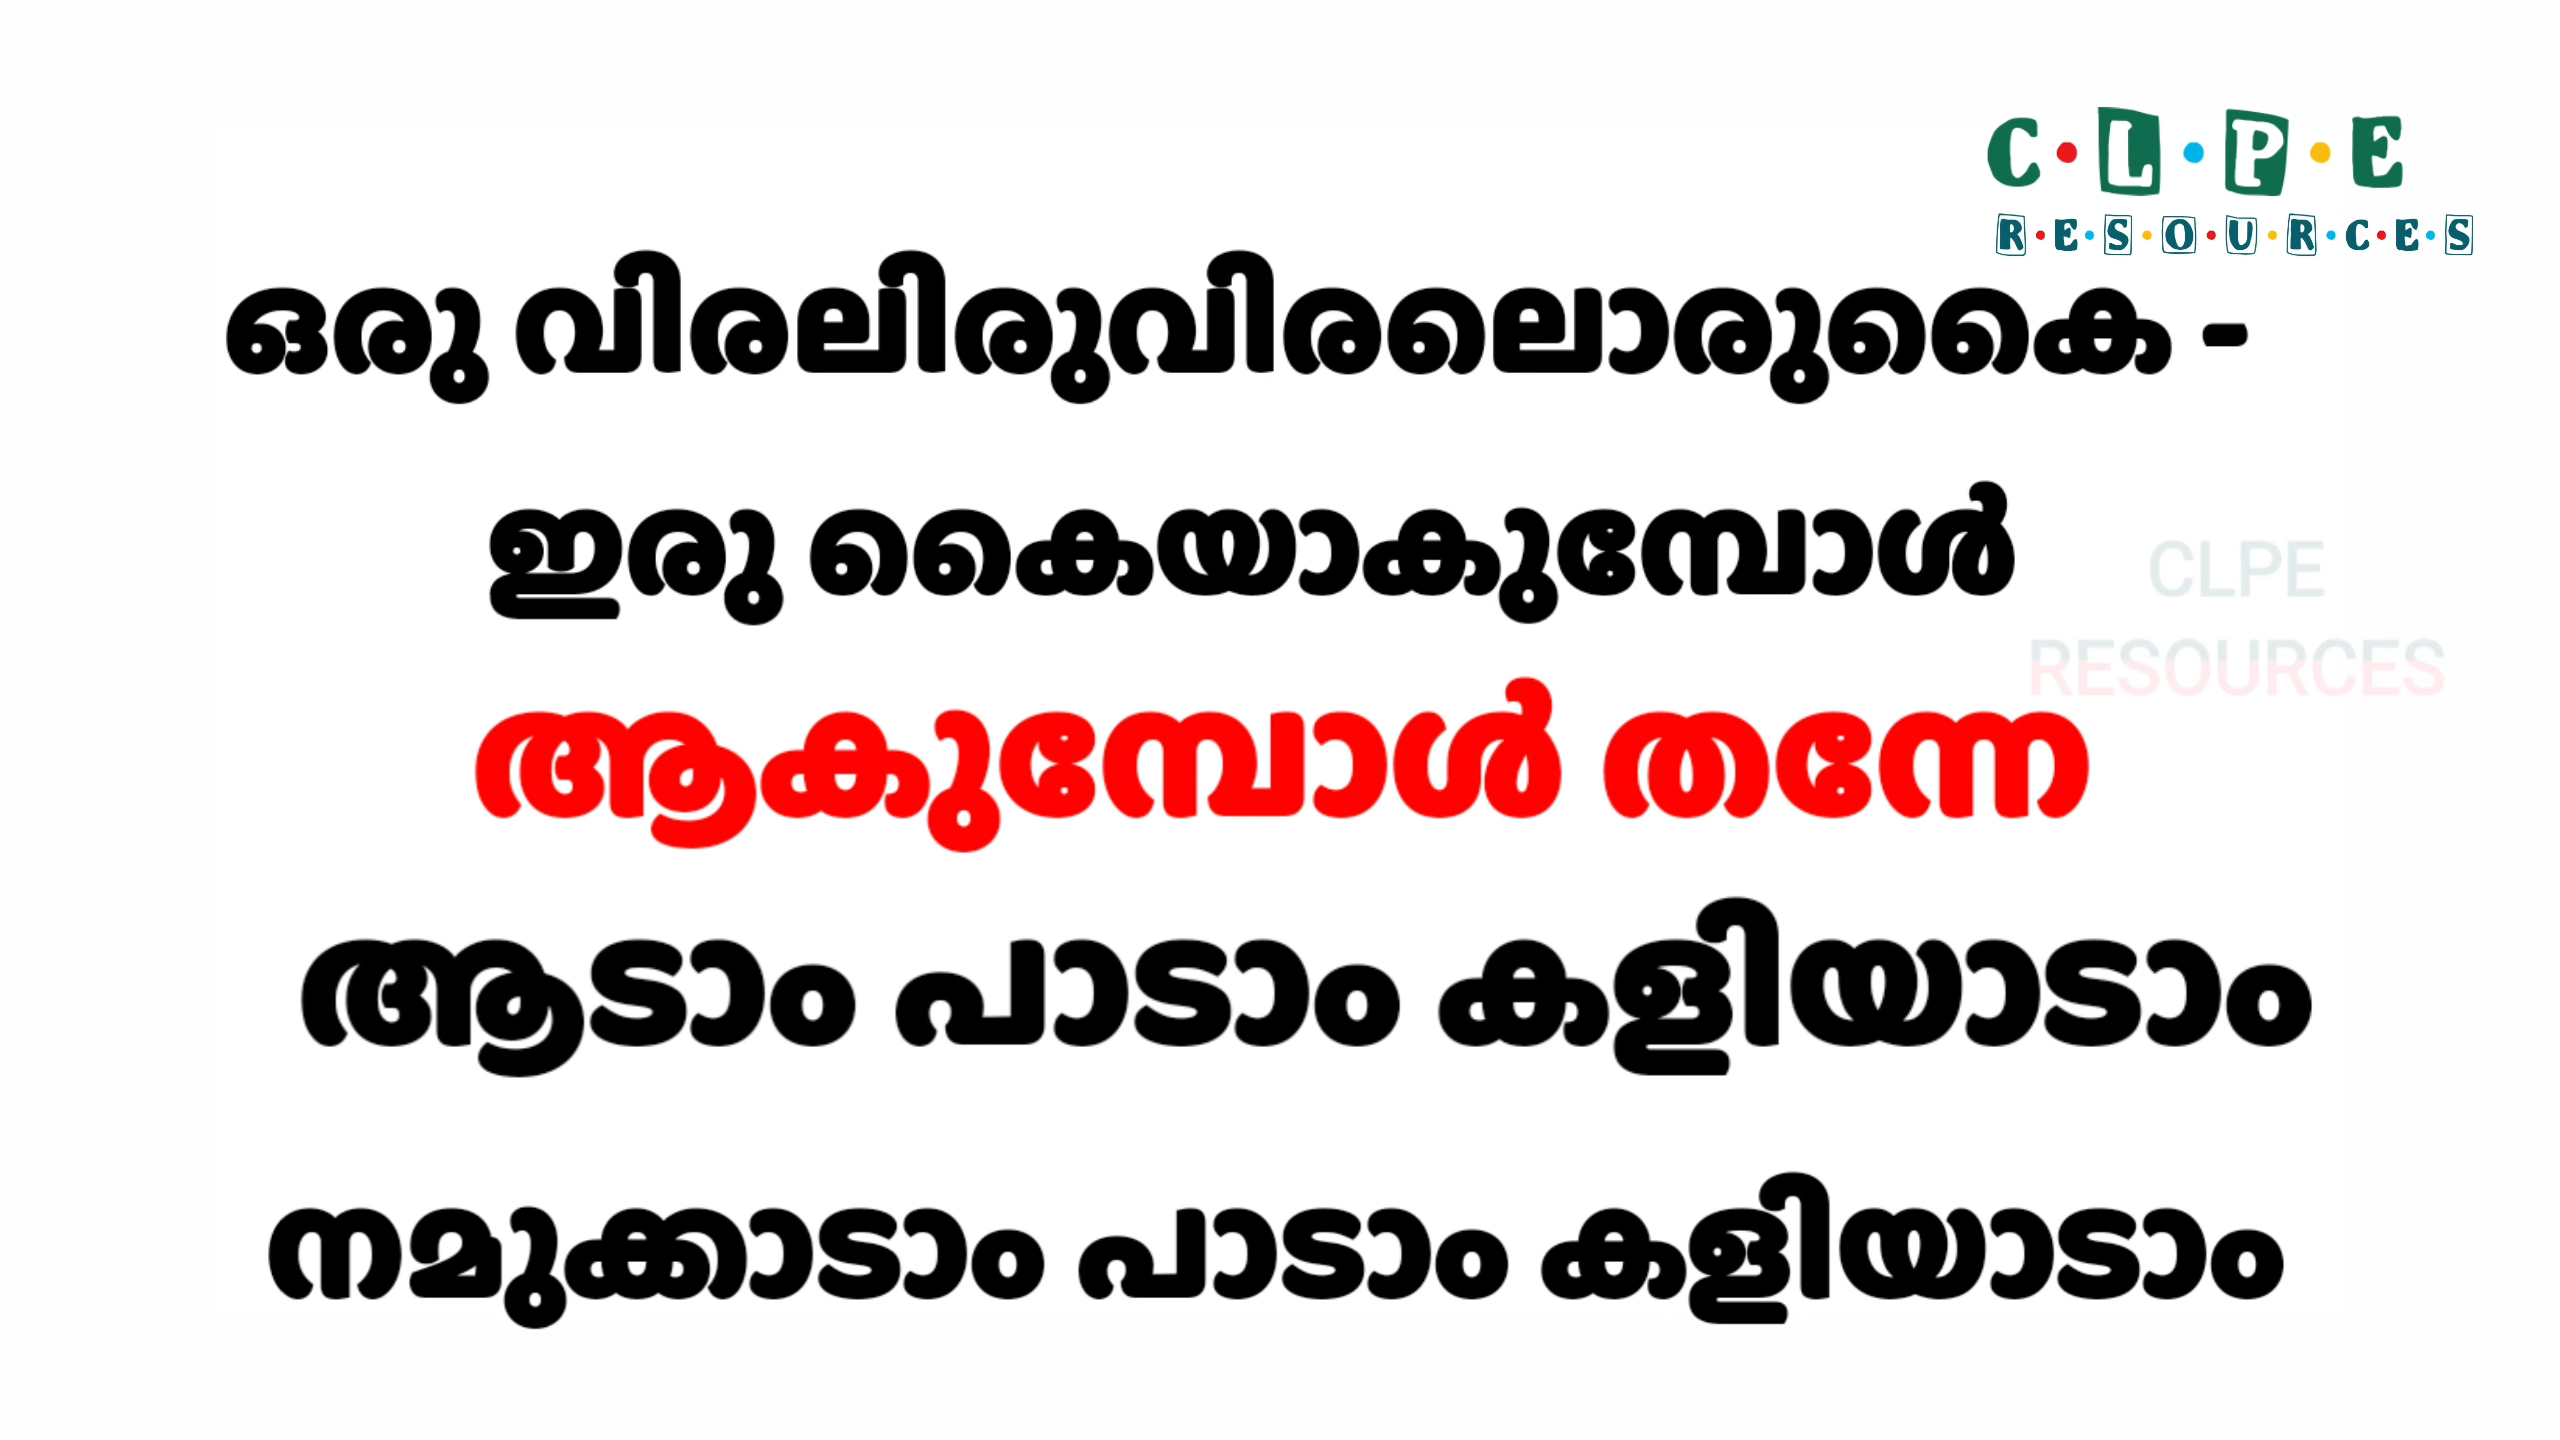 C·L·P·E
R·E·S·O·U·R·C·E·S
ഒരു വിരലിരുവിരലൊരുകൈ -
ഇരു കൈയാകുമ്പോൾ
CLPE
RESOURCES
ആകുമ്പോൾ തന്നേ
ആടാം പാടാം കളിയാടാം
നമുക്കാടാം പാടാം കളിയാടാം